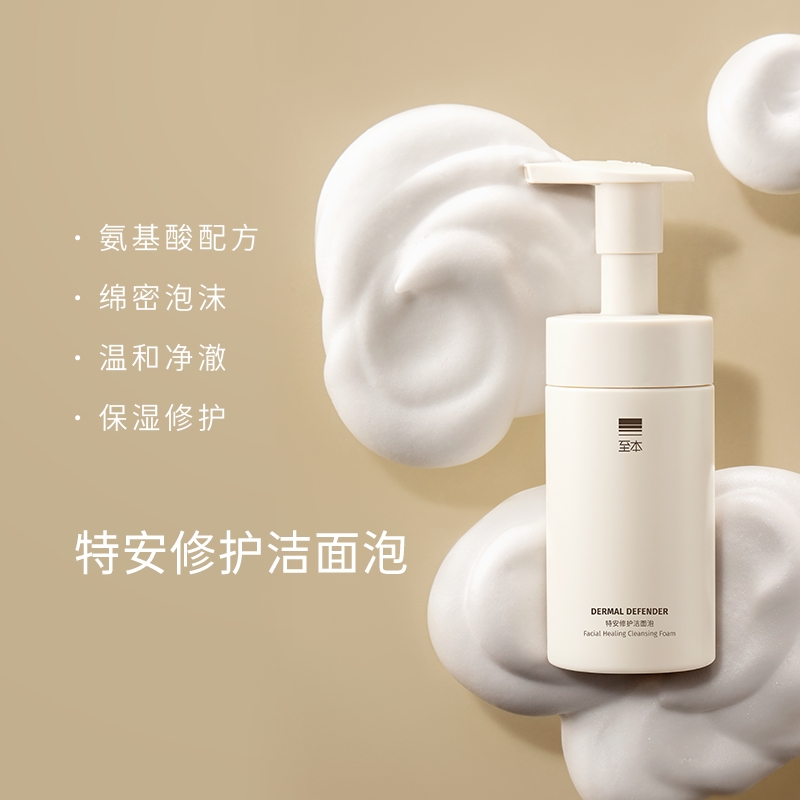 · 氨基酸配方
· 绵密泡沫
· 温和净澈
· 保湿修护
特安修护洁面泡
至本
DERMAL DEFENDER
特安修护洁面泡
Facial Healing Cleansing Foam